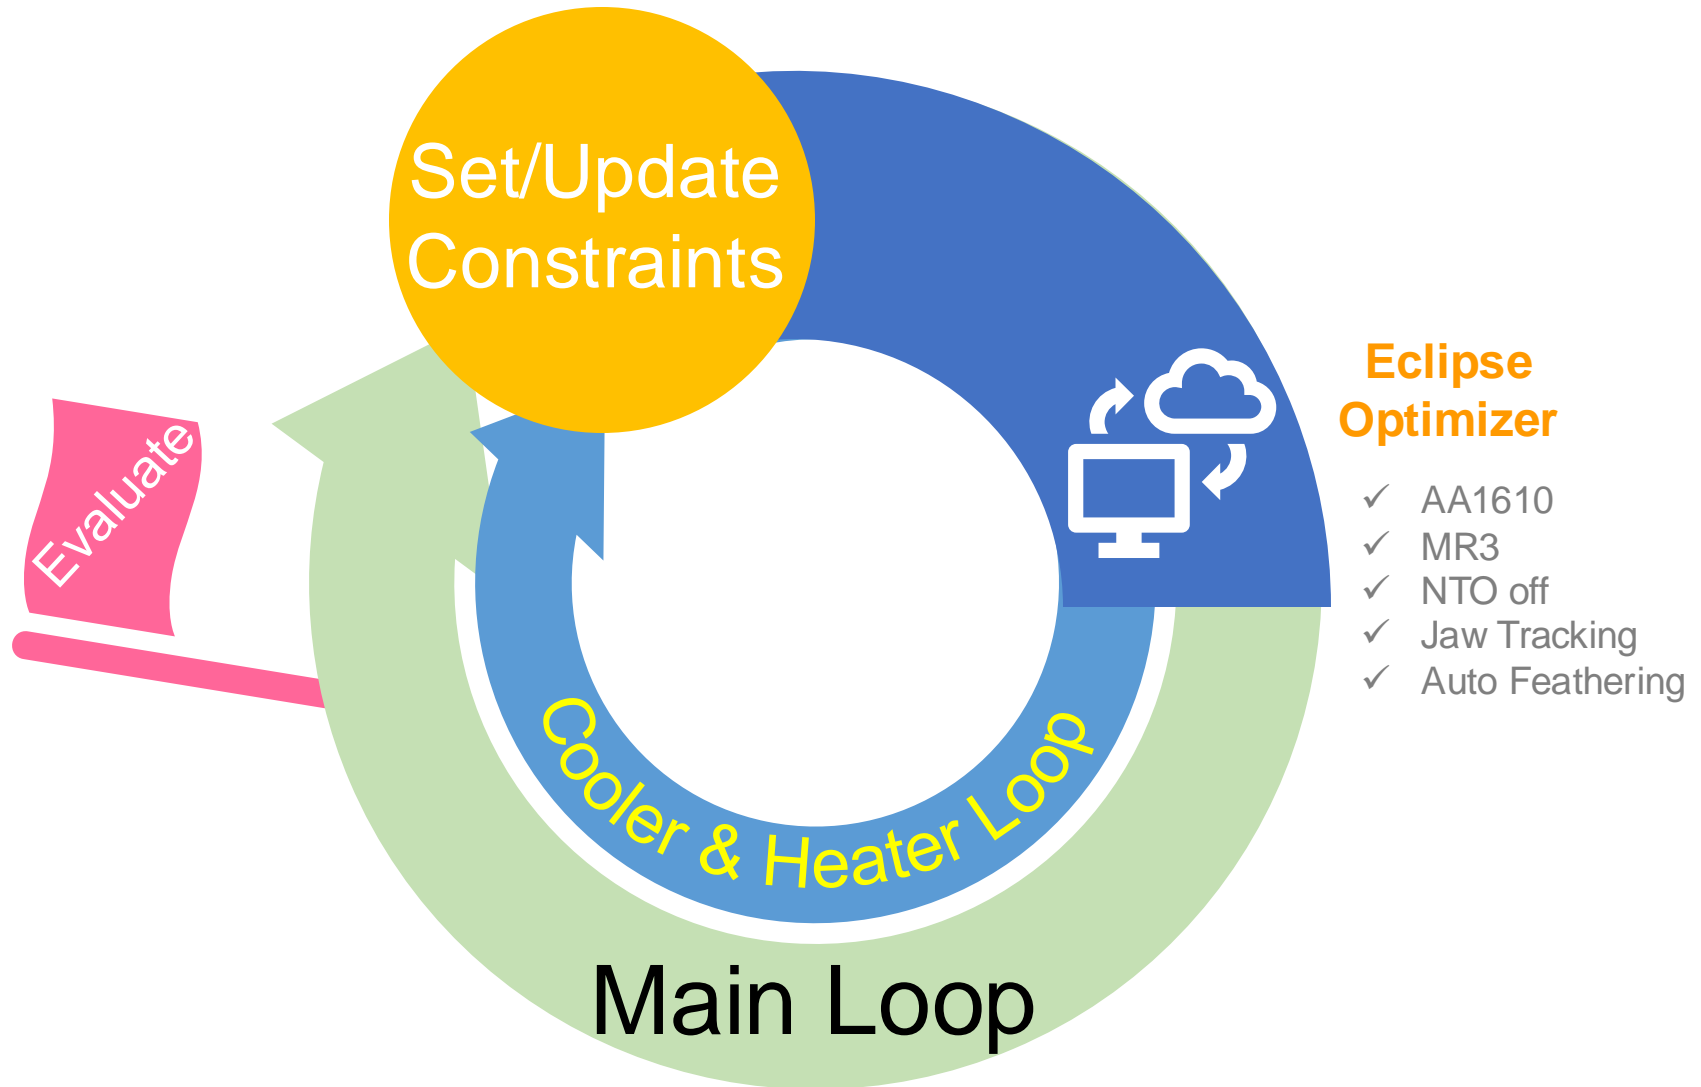 Set/Update
Constraints
Evaluate
Eclipse
Optimizer
✓ AA1610
✓ MR3
✓ NTO off
✓ Jaw Tracking
✓ Auto Feathering
Cooler & Heater Loop
Main Loop